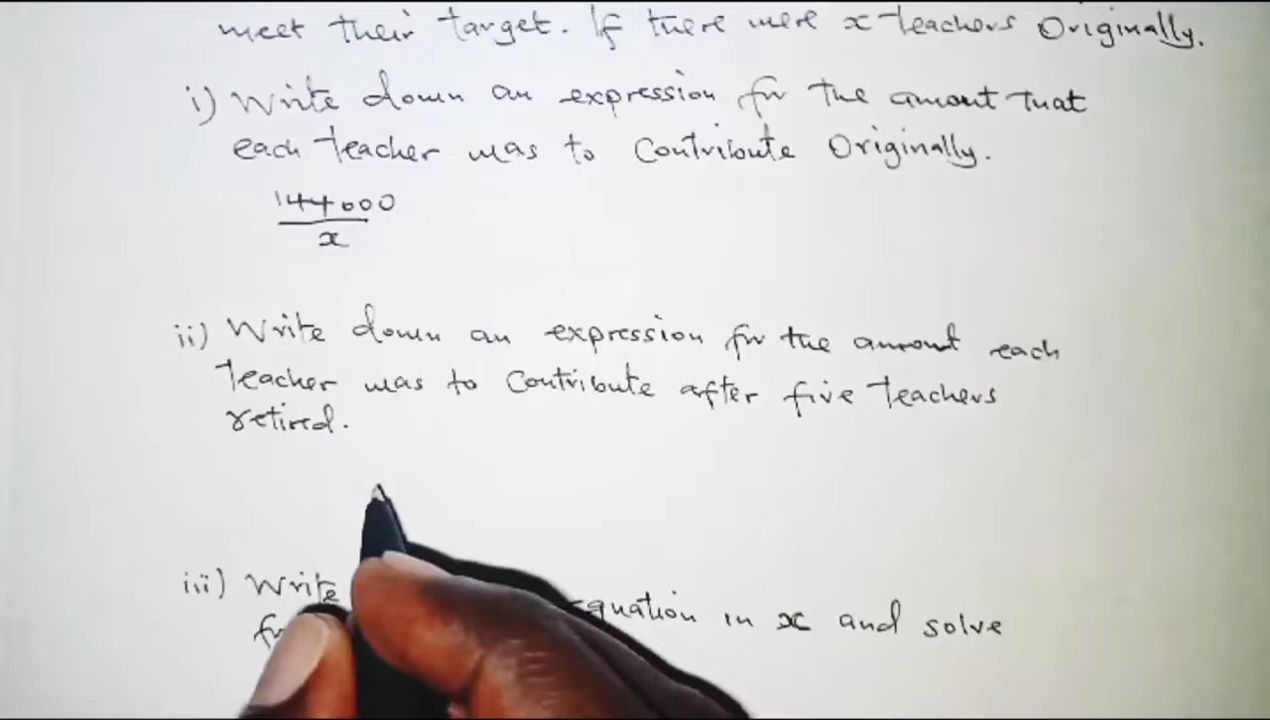 meet their target. If there were x teachers Originally.
i) Write down an expression for the amount that
each teacher was to Contribute Originally.
144000
x
ii) Write down an expression for the amount each
teacher was to Contribute after five teachers
retired.
iii) Write equation in x and solve